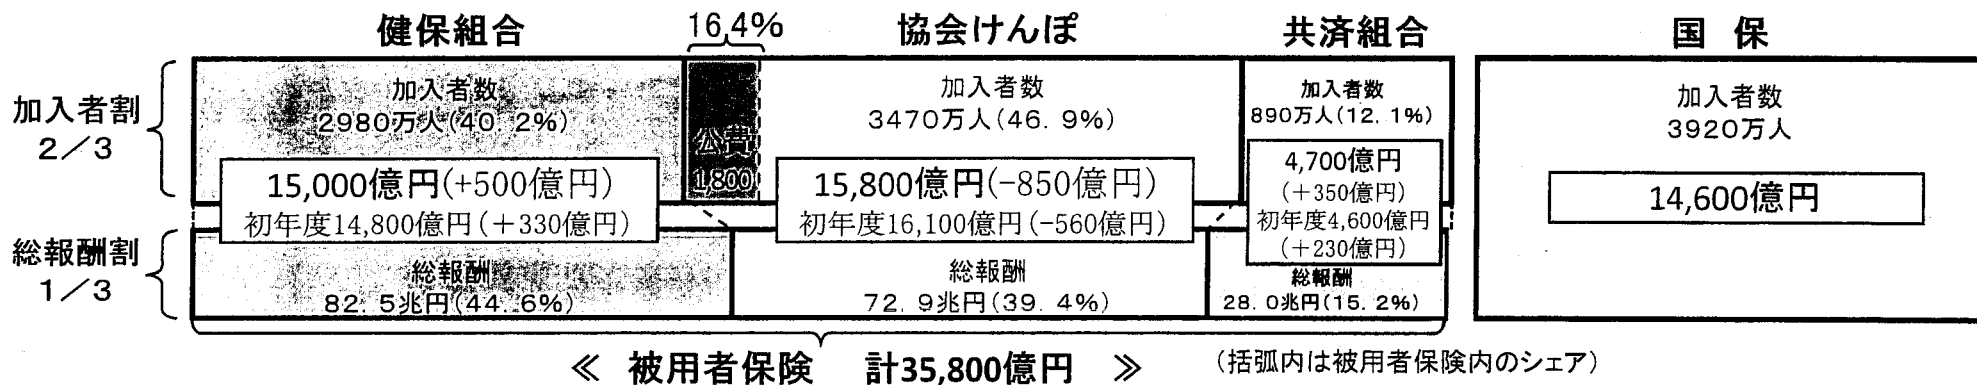 健保組合
16.4%
協会けんぽ
共済組合
国 保
加入者割
2/3
加入者数
2980万人(40.2%)
公費
1,800
加入者数
3470万人(46.9%)
加入者数
890万人(12.1%)
加入者数
3920万人
15,000億円(+500億円)
初年度14,800億円(+330億円)
15,800億円(-850億円)
初年度16,100億円(-560億円)
4,700億円
(+350億円)
初年度4,600億円
(+230億円)
14,600億円
総報酬割
1/3
総報酬
82.5兆円(44.6%)
総報酬
72.9兆円(39.4%)
総報酬
28.0兆円(15.2%)
≪ 被用者保険 計35,800億円 ≫
(括弧内は被用者保険内のシェア)